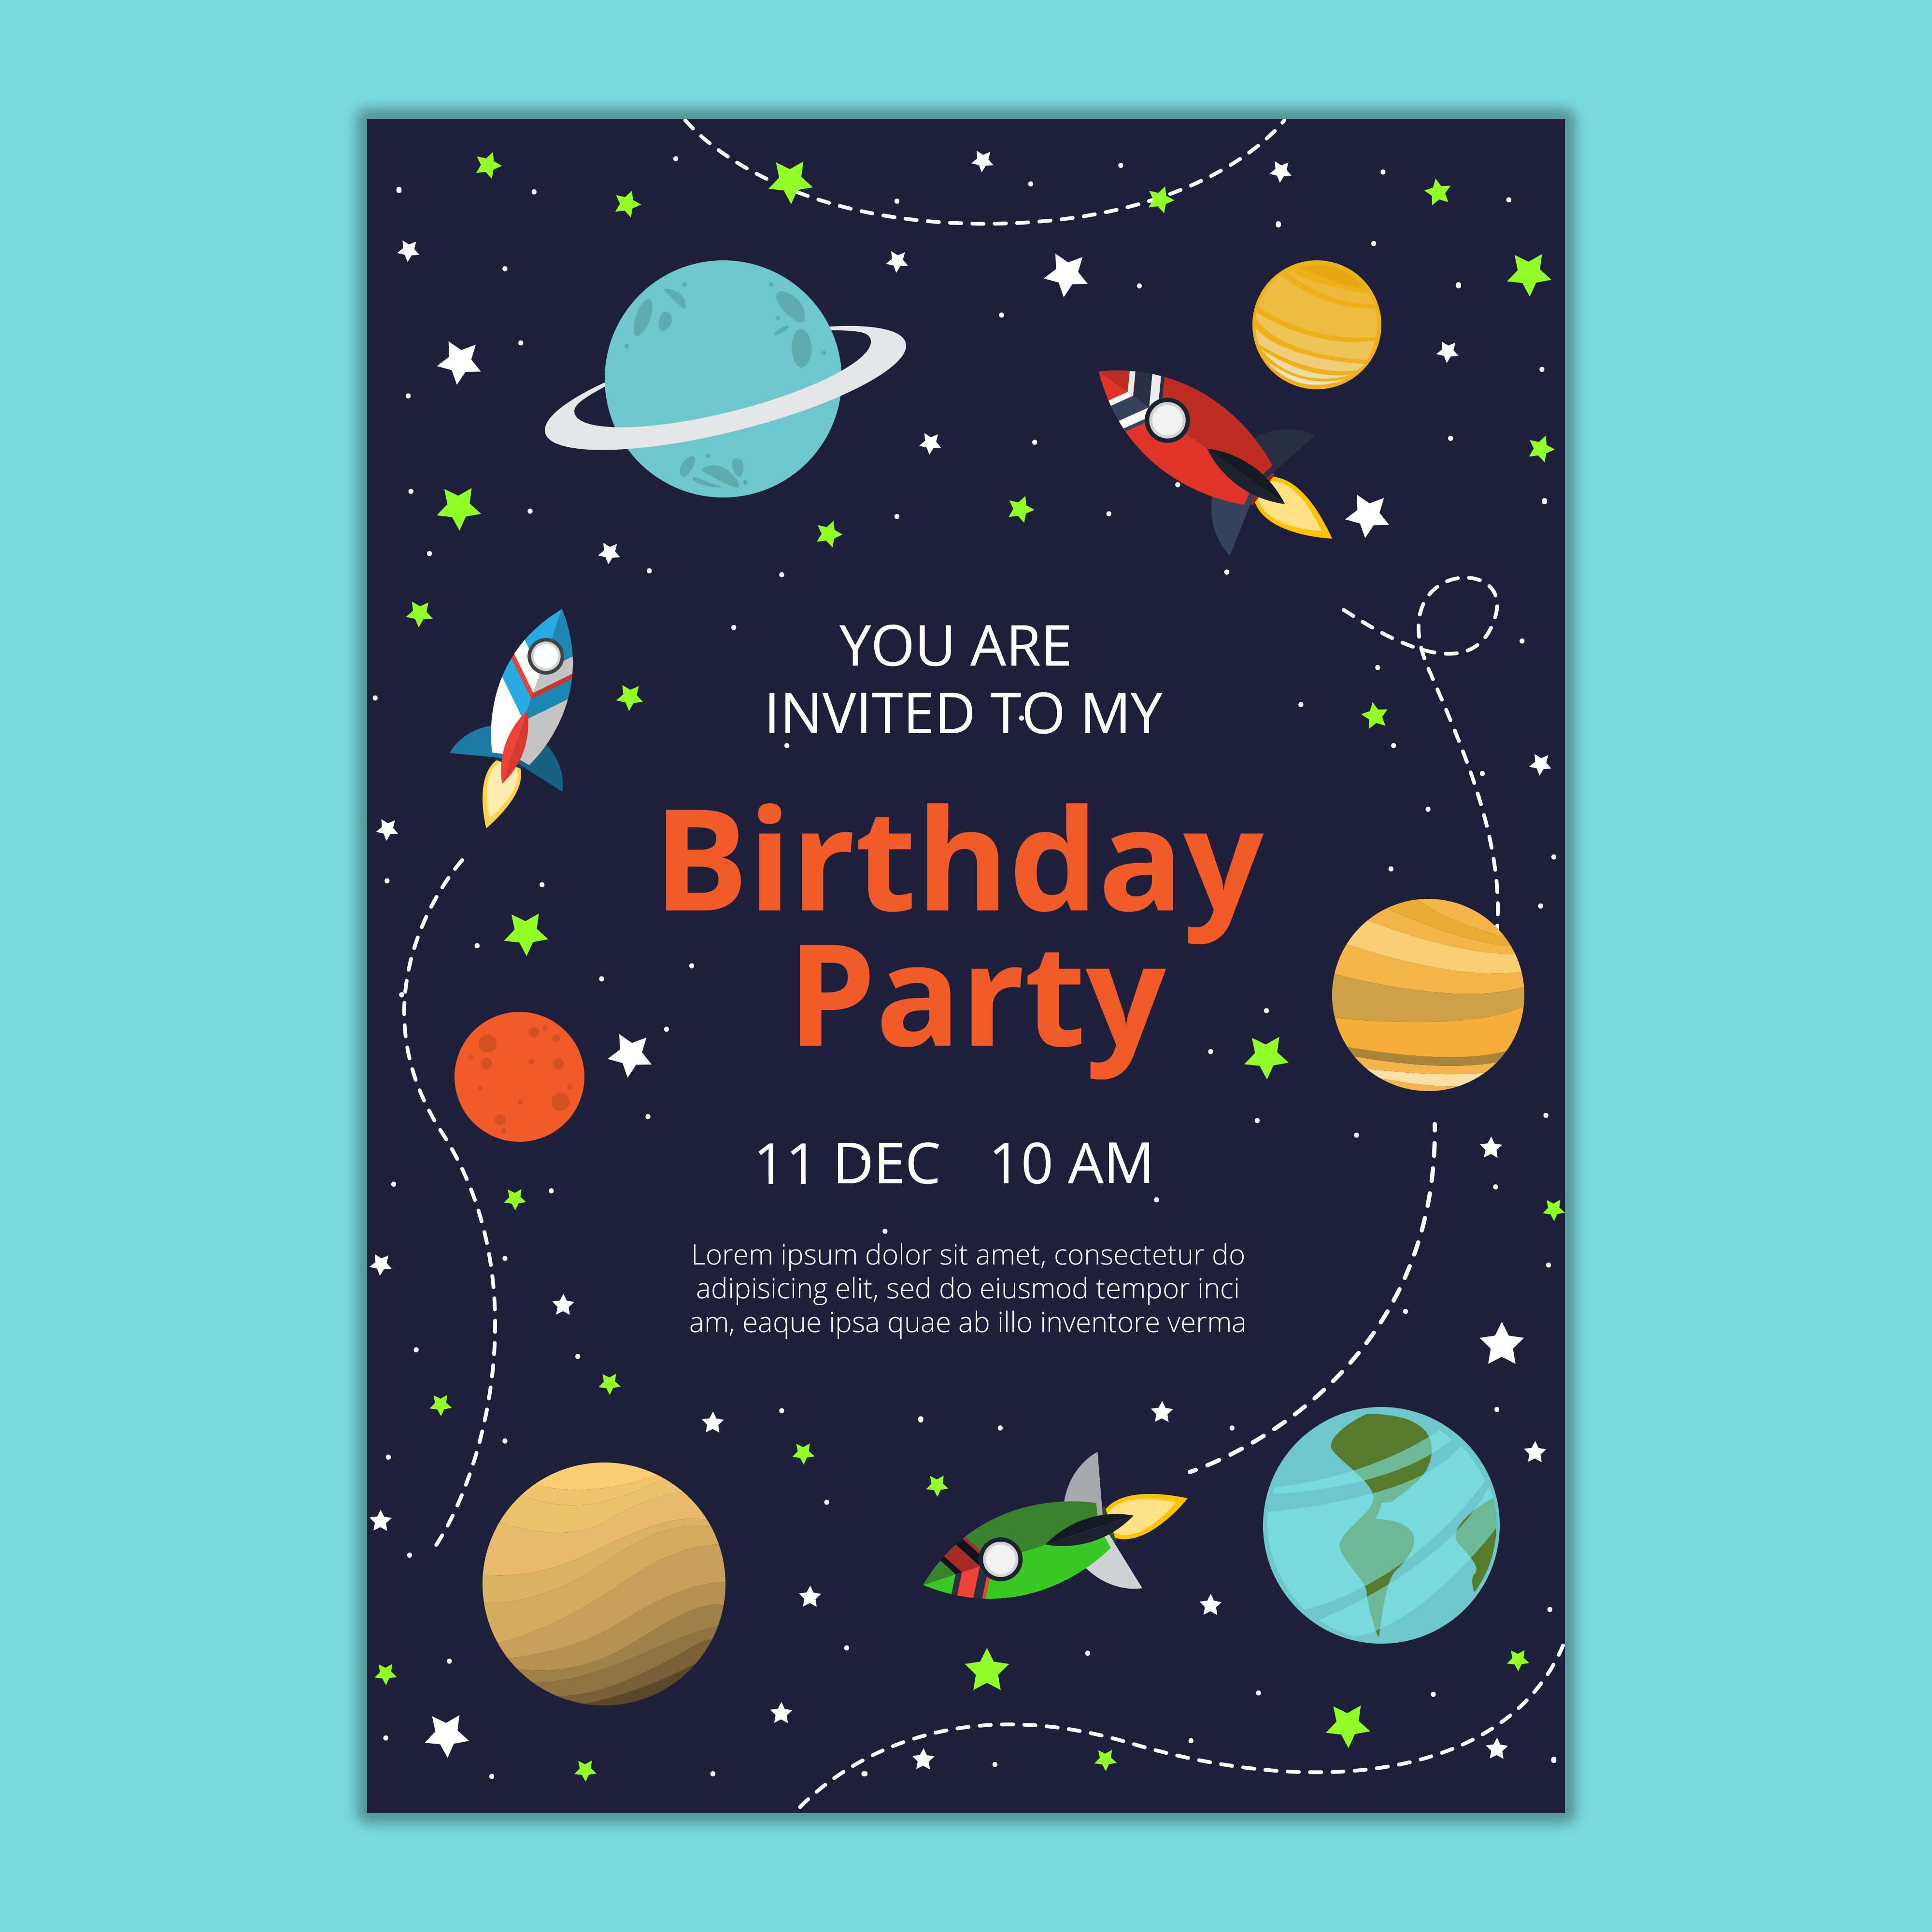 YOU ARE
INVITED TO MY
Birthday
Party
11 DEC 10 AM
Lorem ipsum dolor sit amet, consectetur do
adipisicing elit, sed do eiusmod tempor inci
am, eaque ipsa quae ab illo inventore verma